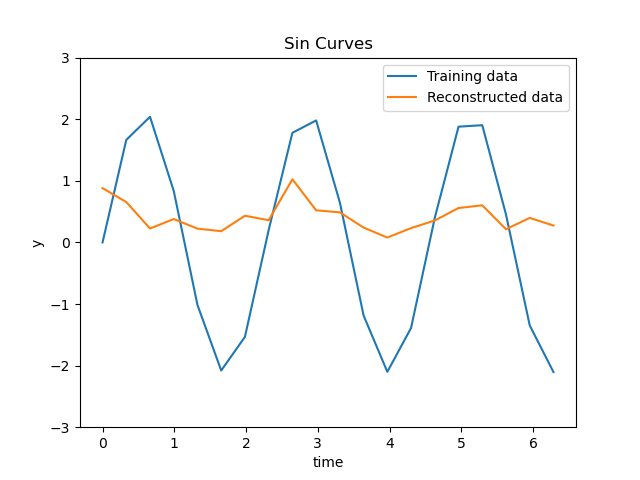 Sin Curves
Training data
Reconstructed data
3
2
1
0
−1
−2
−3
y
0 1 2 3 4 5 6
time